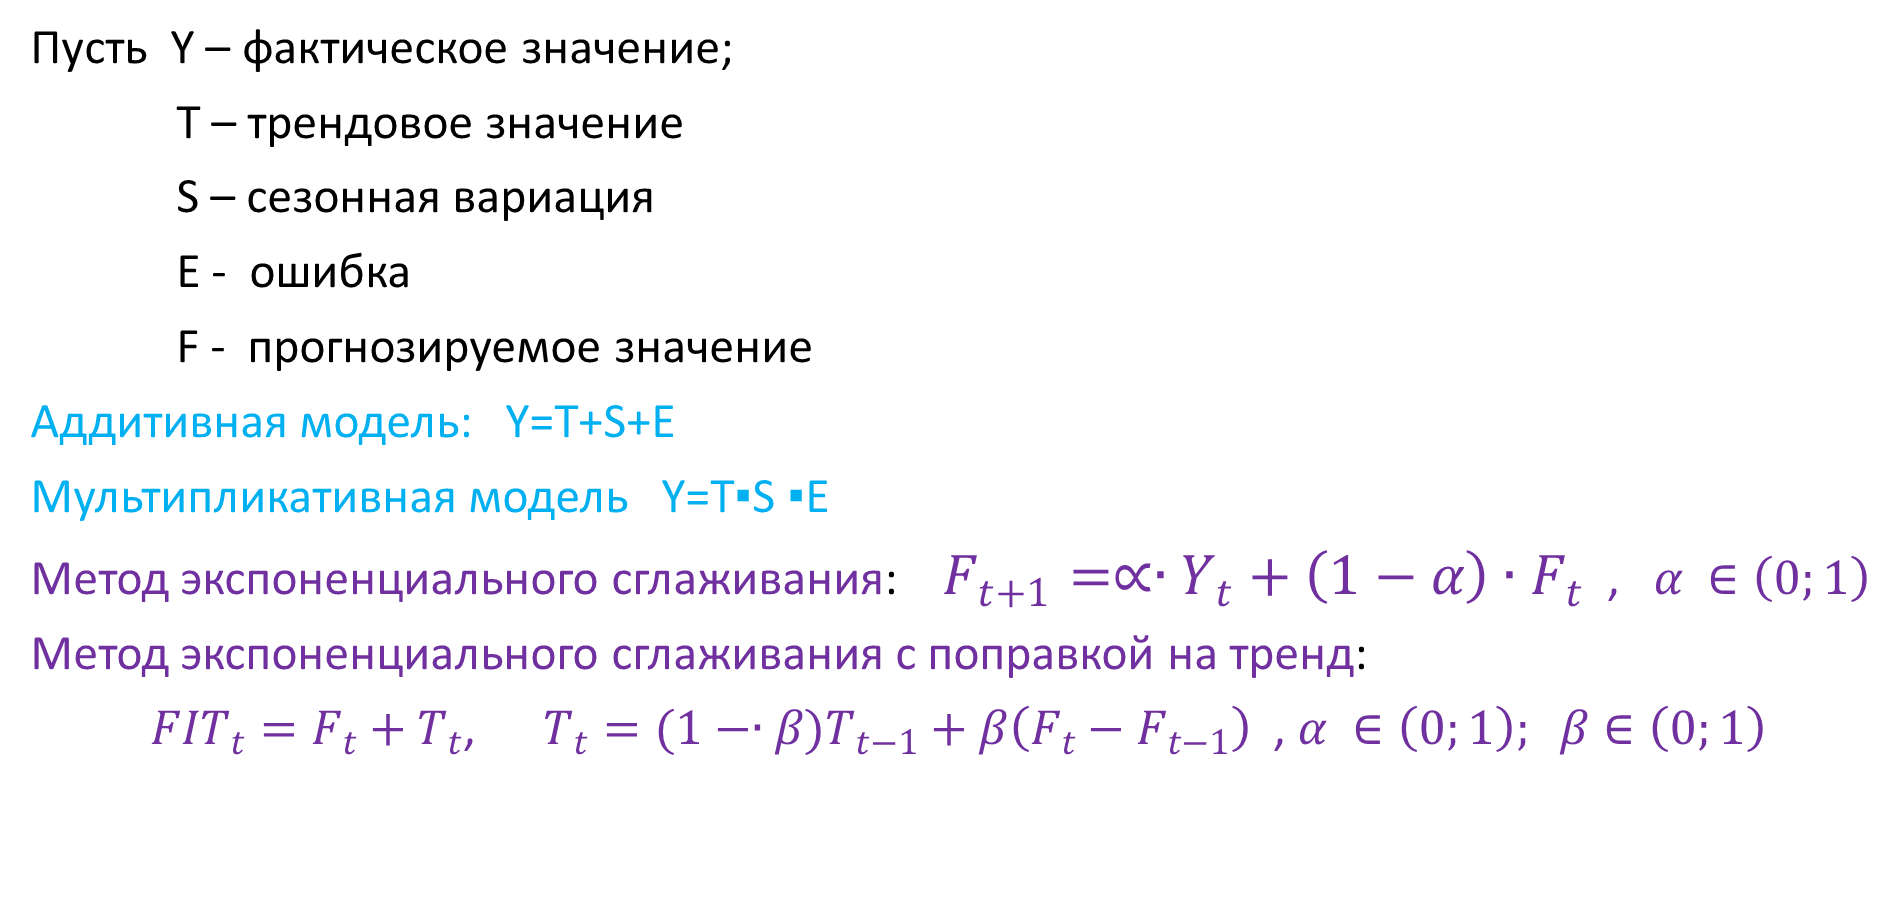 Пусть Y – фактическое значение;
T – трендовое значение
S – сезонная вариация
E - ошибка
F - прогнозируемое значение
Аддитивная модель: Y=T+S+E
Мультипликативная модель Y=T▪S ▪E
Метод экспоненциального сглаживания: F_{t+1} =∝· Y_t + (1 − α) · F_t , α ∈ (0; 1)
Метод экспоненциального сглаживания с поправкой на тренд:
FIT_t = F_t + T_t, T_t = (1 −· β)T_{t−1} + β(F_t − F_{t−1}) , α ∈ (0; 1); β ∈ (0; 1)